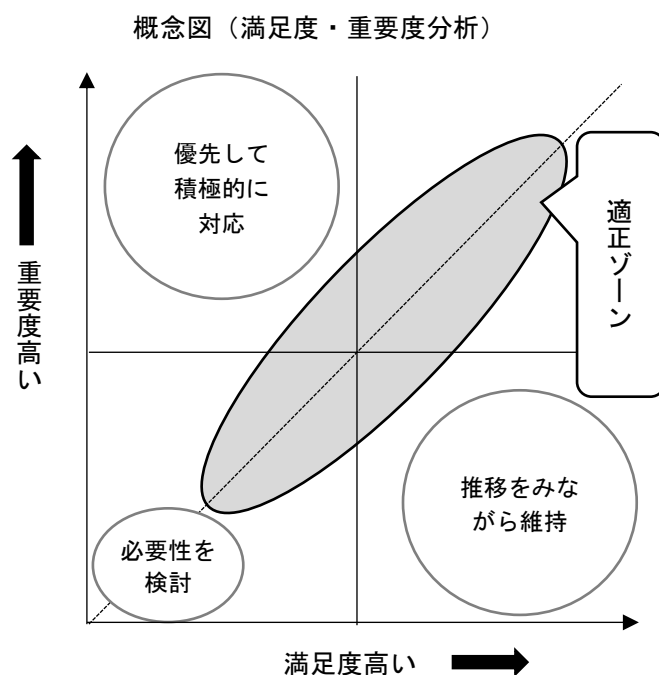 概念図（満足度・重要度分析）
優先して
積極的に
対応
適正ゾーン
重要度高い
推移をみな
がら維持
必要性を
検討
満足度高い